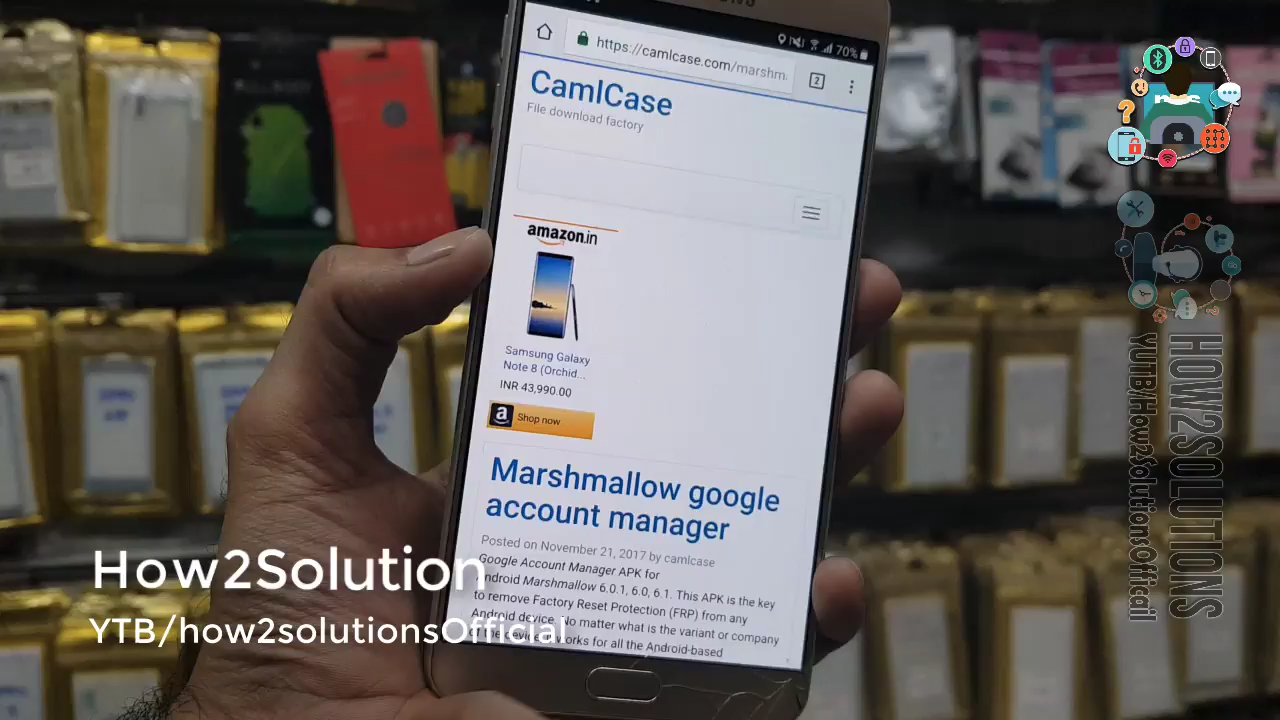 70%
https://camlcase.com/marshm.
2
CamlCase
File download factory
amazon.in
Samsung Galaxy
Note 8 (Orchid...
INR 43,990.00
a Shop now
Marshmallow google
account manager
Posted on November 21, 2017 by camlcase
Google Account Manager APK for
Android Marshmallow 6.0.1, 6.0, 6.1. This APK is the key
to remove Factory Reset Protection (FRP) from any
Android device. No matter what is the variant or company
works for all the Android-based
How2Solution
YTB/how2solutionsOfficial
HOW2SOLUTIONS
YUTB/How2SolutionsOffcail